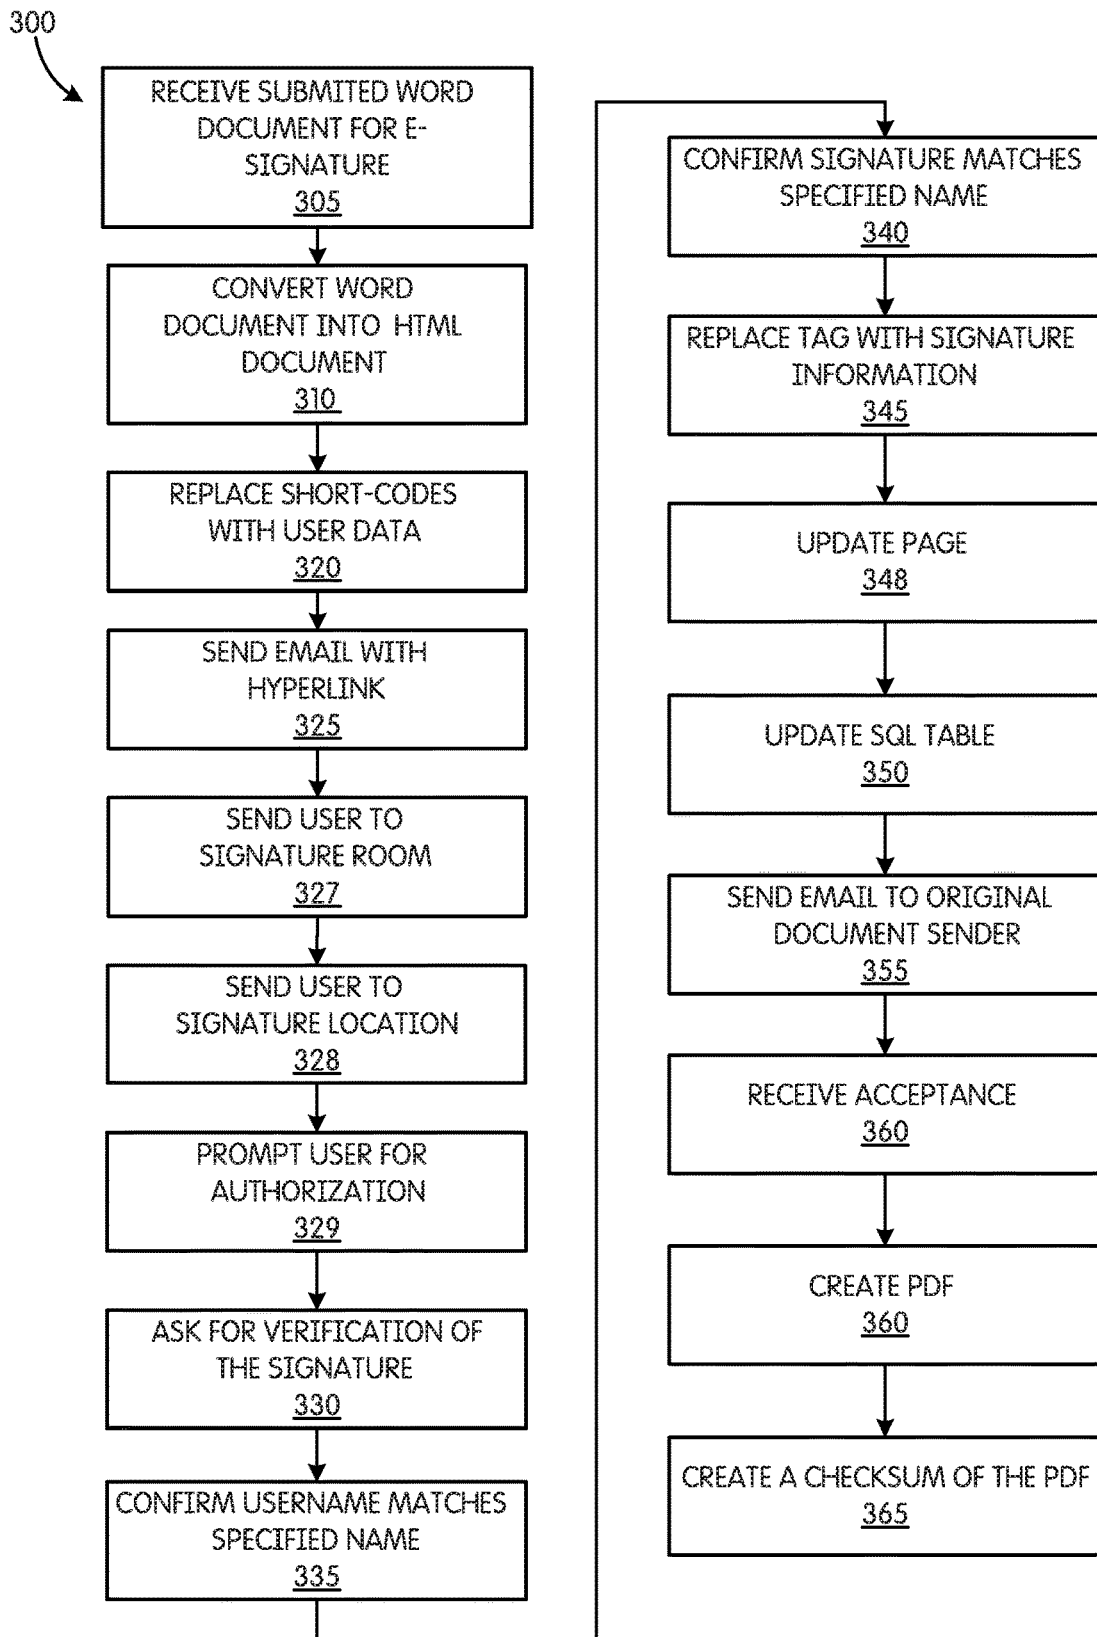 300
RECEIVE SUBMITED WORD
DOCUMENT FOR E-
SIGNATURE
305
CONVERT WORD
DOCUMENT INTO HTML
DOCUMENT
310
REPLACE SHORT-CODES
WITH USER DATA
320
SEND EMAIL WITH
HYPERLINK
325
SEND USER TO
SIGNATURE ROOM
327
SEND USER TO
SIGNATURE LOCATION
328
PROMPT USER FOR
AUTHORIZATION
329
ASK FOR VERIFICATION OF
THE SIGNATURE
330
CONFIRM USERNAME MATCHES
SPECIFIED NAME
335
CONFIRM SIGNATURE MATCHES
SPECIFIED NAME
340
REPLACE TAG WITH SIGNATURE
INFORMATION
345
UPDATE PAGE
348
UPDATE SQL TABLE
350
SEND EMAIL TO ORIGINAL
DOCUMENT SENDER
355
RECEIVE ACCEPTANCE
360
CREATE PDF
360
CREATE A CHECKSUM OF THE PDF
365